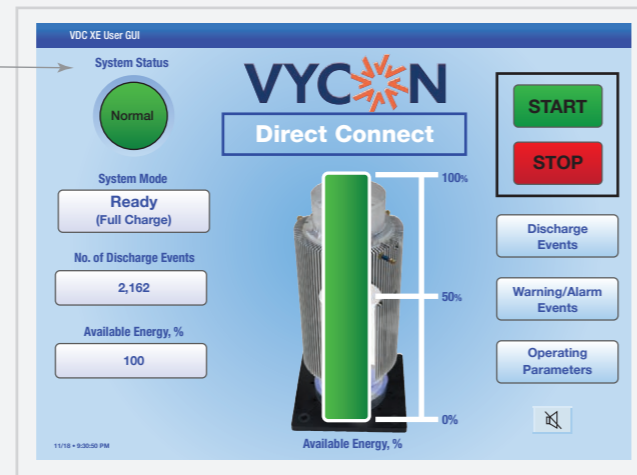 VDC XE User GUI
System Status
Normal
System Mode
Ready
(Full Charge)
No. of Discharge Events
2,162
Available Energy, %
100
11/18 • 9:30:50 PM
VYCON
Direct Connect
100%
50%
0%
Available Energy, %
START
STOP
Discharge
Events
Warning/Alarm
Events
Operating
Parameters